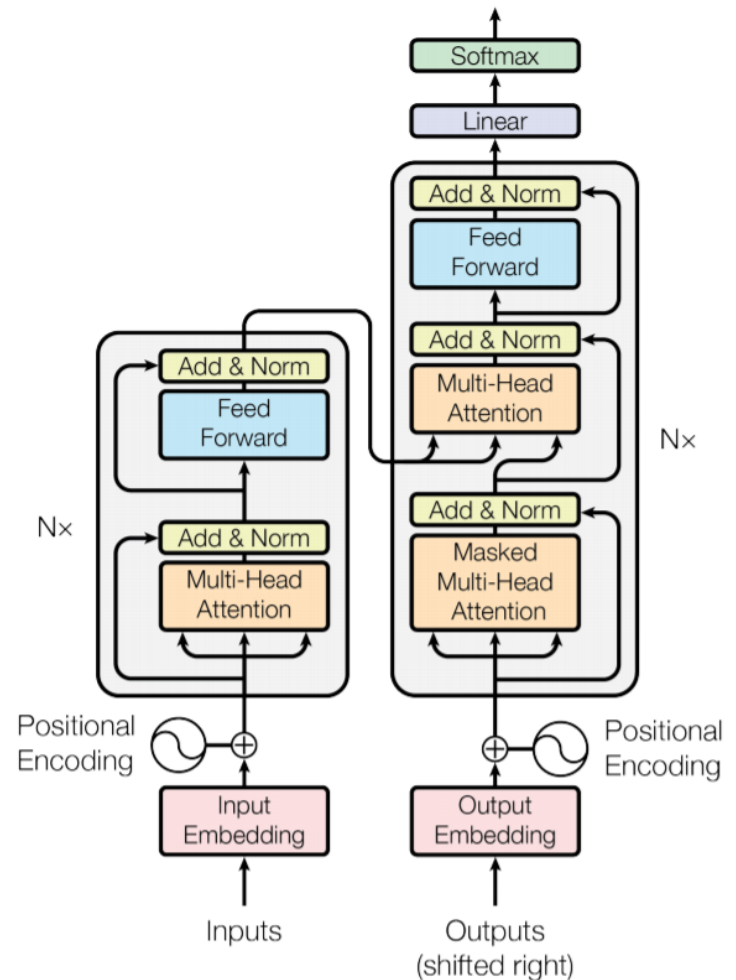 Softmax
Linear
Add & Norm
Feed
Forward
Add & Norm
Multi-Head
Attention
Nx
Add & Norm
Masked
Multi-Head
Attention
Positional
Encoding
Output
Embedding
Outputs
(shifted right)
Add & Norm
Feed
Forward
Nx
Add & Norm
Multi-Head
Attention
Positional
Encoding
Input
Embedding
Inputs